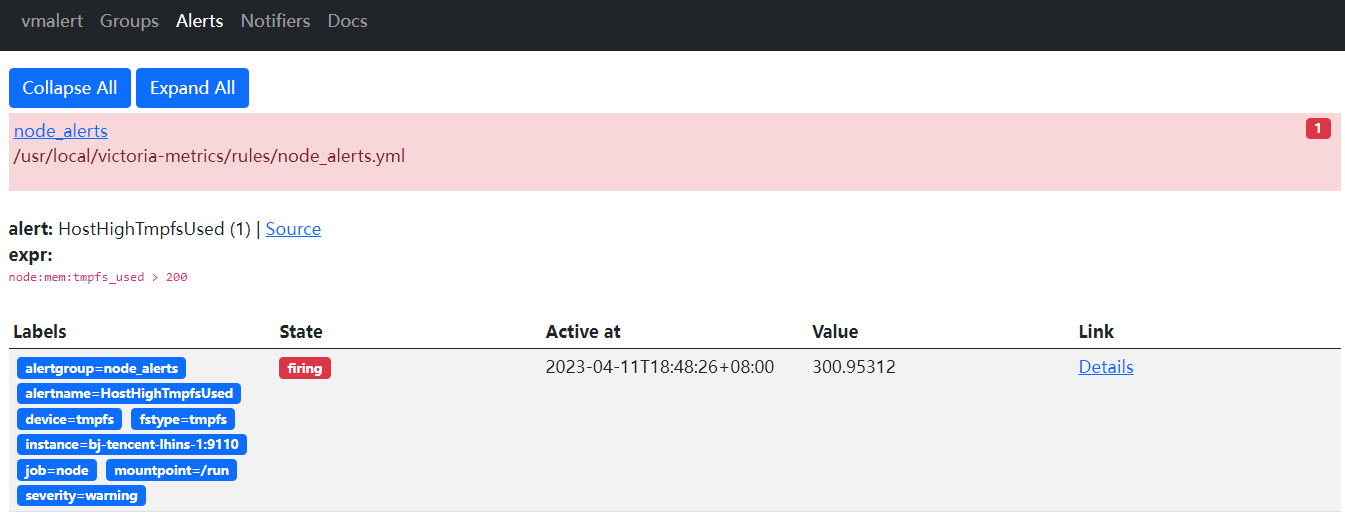 vmalert Groups Alerts Notifiers Docs
Collapse All Expand All
node_alerts 1
/usr/local/victoria-metrics/rules/node_alerts.yml
alert: HostHighTmpfsUsed (1) | Source
expr:
node:mem:tmpfs_used > 200
Labels State Active at Value Link
alertgroup=node_alerts firing 2023-04-11T18:48:26+08:00 300.95312 Details
alertname=HostHighTmpfsUsed
device=tmpfs fstype=tmpfs
instance=bj-tencent-lhins-1:9110
job=node mountpoint=/run
severity=warning